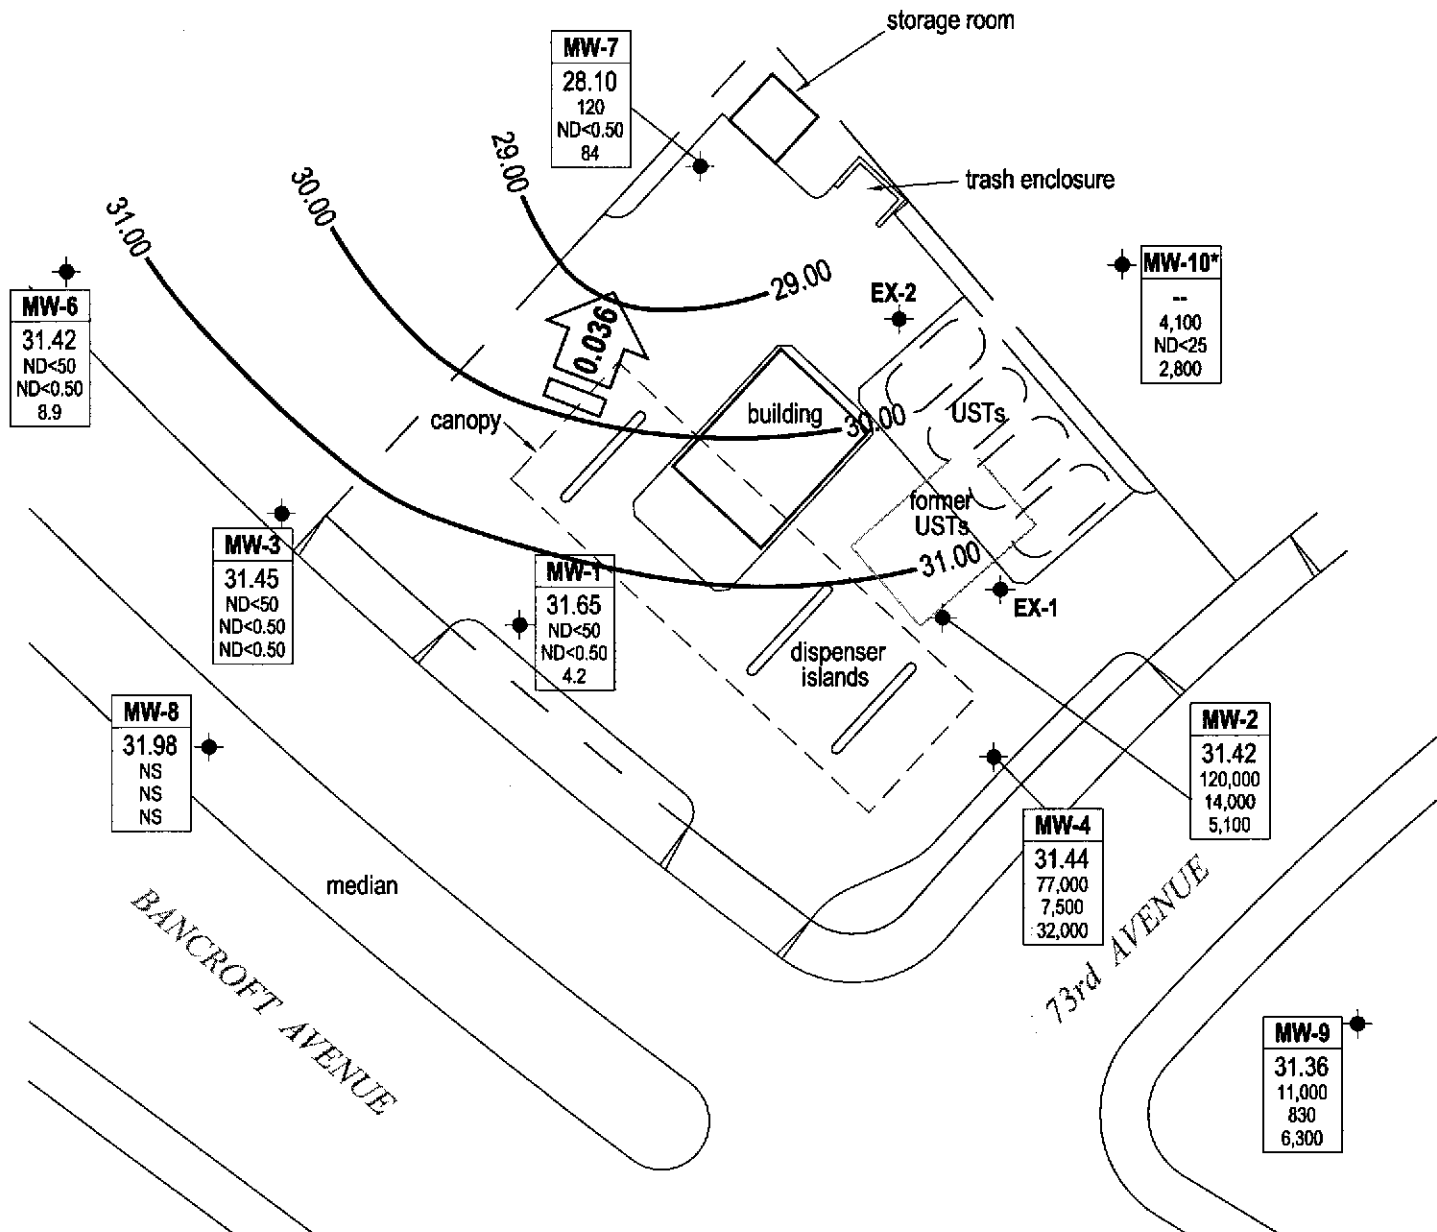 storage room
MW-7
28.10
120
ND<0.50
84
trash enclosure
29.00
30.00
31.00
MW-10*
--
4,100
ND<25
2,800
MW-6
31.42
ND<50
ND<0.50
8.9
29.00
EX-2
0.036
canopy
building
30.00
USTs
former
USTs
31.00
MW-3
31.45
ND<50
ND<0.50
ND<0.50
MW-1
31.65
ND<50
ND<0.50
4.2
EX-1
dispenser
islands
MW-8
31.98
NS
NS
NS
MW-2
31.42
120,000
14,000
5,100
MW-4
31.44
77,000
7,500
32,000
median
BANCROFT AVENUE
73rd AVENUE
MW-9
31.36
11,000
830
6,300